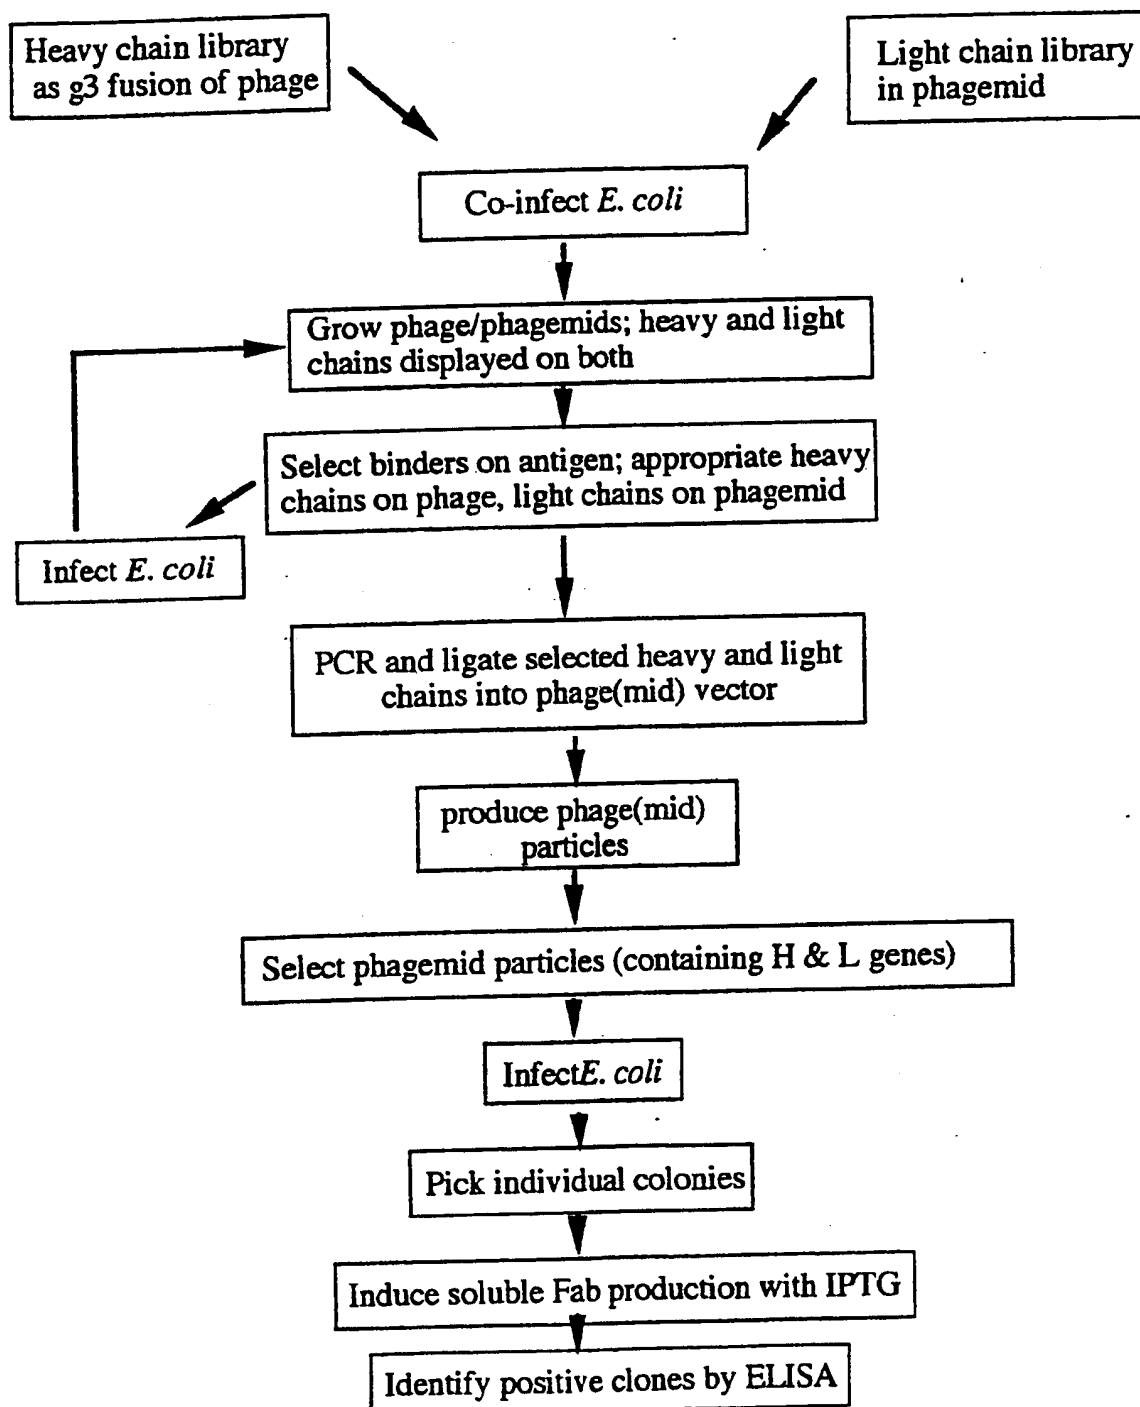 Heavy chain library
as g3 fusion of phage
Light chain library
in phagemid
Co-infect E. coli
Grow phage/phagemids; heavy and light
chains displayed on both
Select binders on antigen; appropriate heavy
chains on phage, light chains on phagemid
Infect E. coli
PCR and ligate selected heavy and light
chains into phage(mid) vector
produce phage(mid)
particles
Select phagemid particles (containing H & L genes)
InfectE. coli
Pick individual colonies
Induce soluble Fab production with IPTG
Identify positive clones by ELISA